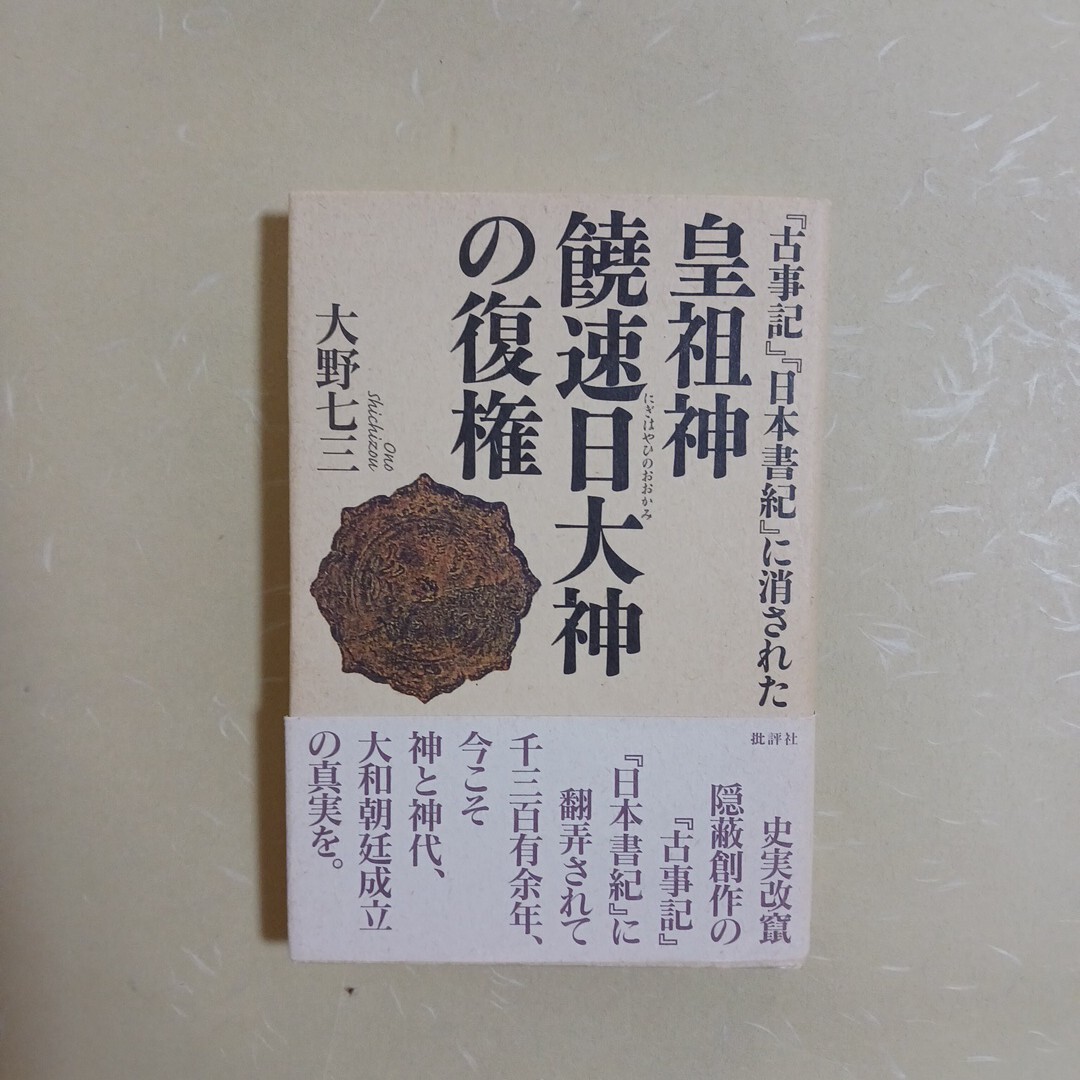 『古事記』『日本書紀』に消された
皇祖神
饒速日大神
にぎはやひのおおかみ
の復権
大野七三
Ono
Shichizou
批評社
史実改竄
隠蔽創作の
『古事記』
『日本書紀』に
翻弄されて
千三百有余年、
今こそ
神と神代、
大和朝廷成立
の真実を。